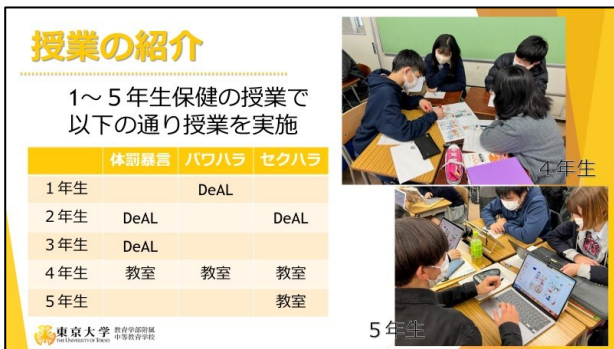 授業の紹介
1～５年生保健の授業で
以下の通り授業を実施
体罰暴言 パワハラ セクハラ
１年生 DeAL
２年生 DeAL DeAL
３年生 DeAL
４年生 教室 教室 教室
５年生 教室
東京大学 教育学部附属
THE UNIVERSITY OF TOKYO 中等教育学校
４年生
５年生